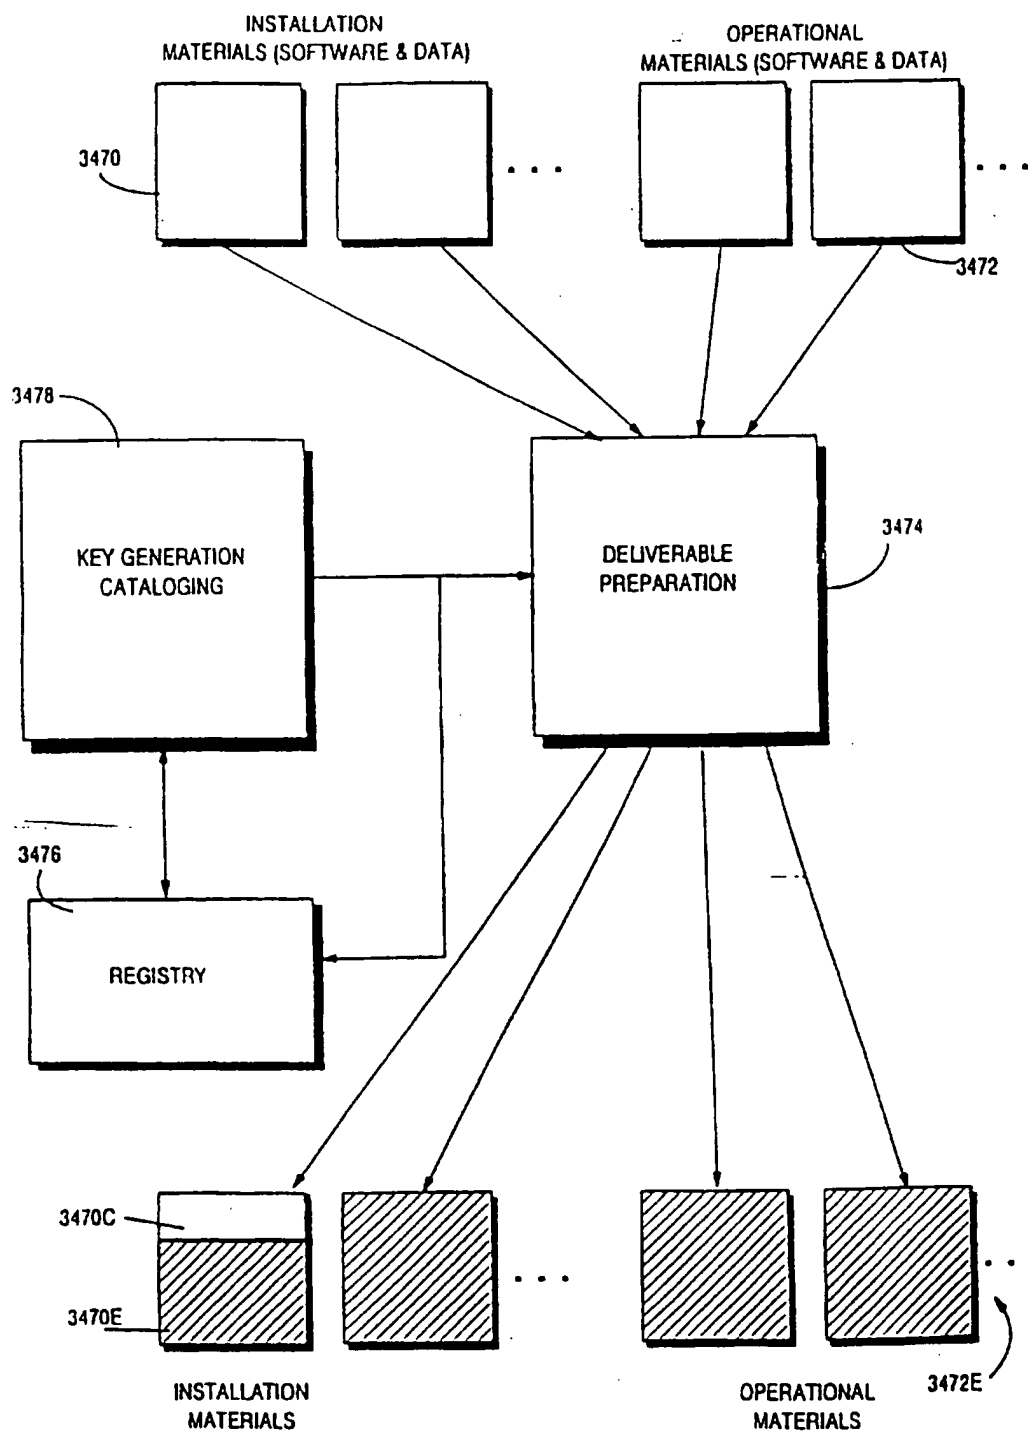 INSTALLATION
MATERIALS (SOFTWARE & DATA)
OPERATIONAL
MATERIALS (SOFTWARE & DATA)
3470
3472
3478
KEY GENERATION
CATALOGING
DELIVERABLE
PREPARATION
3474
3476
REGISTRY
3470C
3470E
3472E
INSTALLATION
MATERIALS
OPERATIONAL
MATERIALS